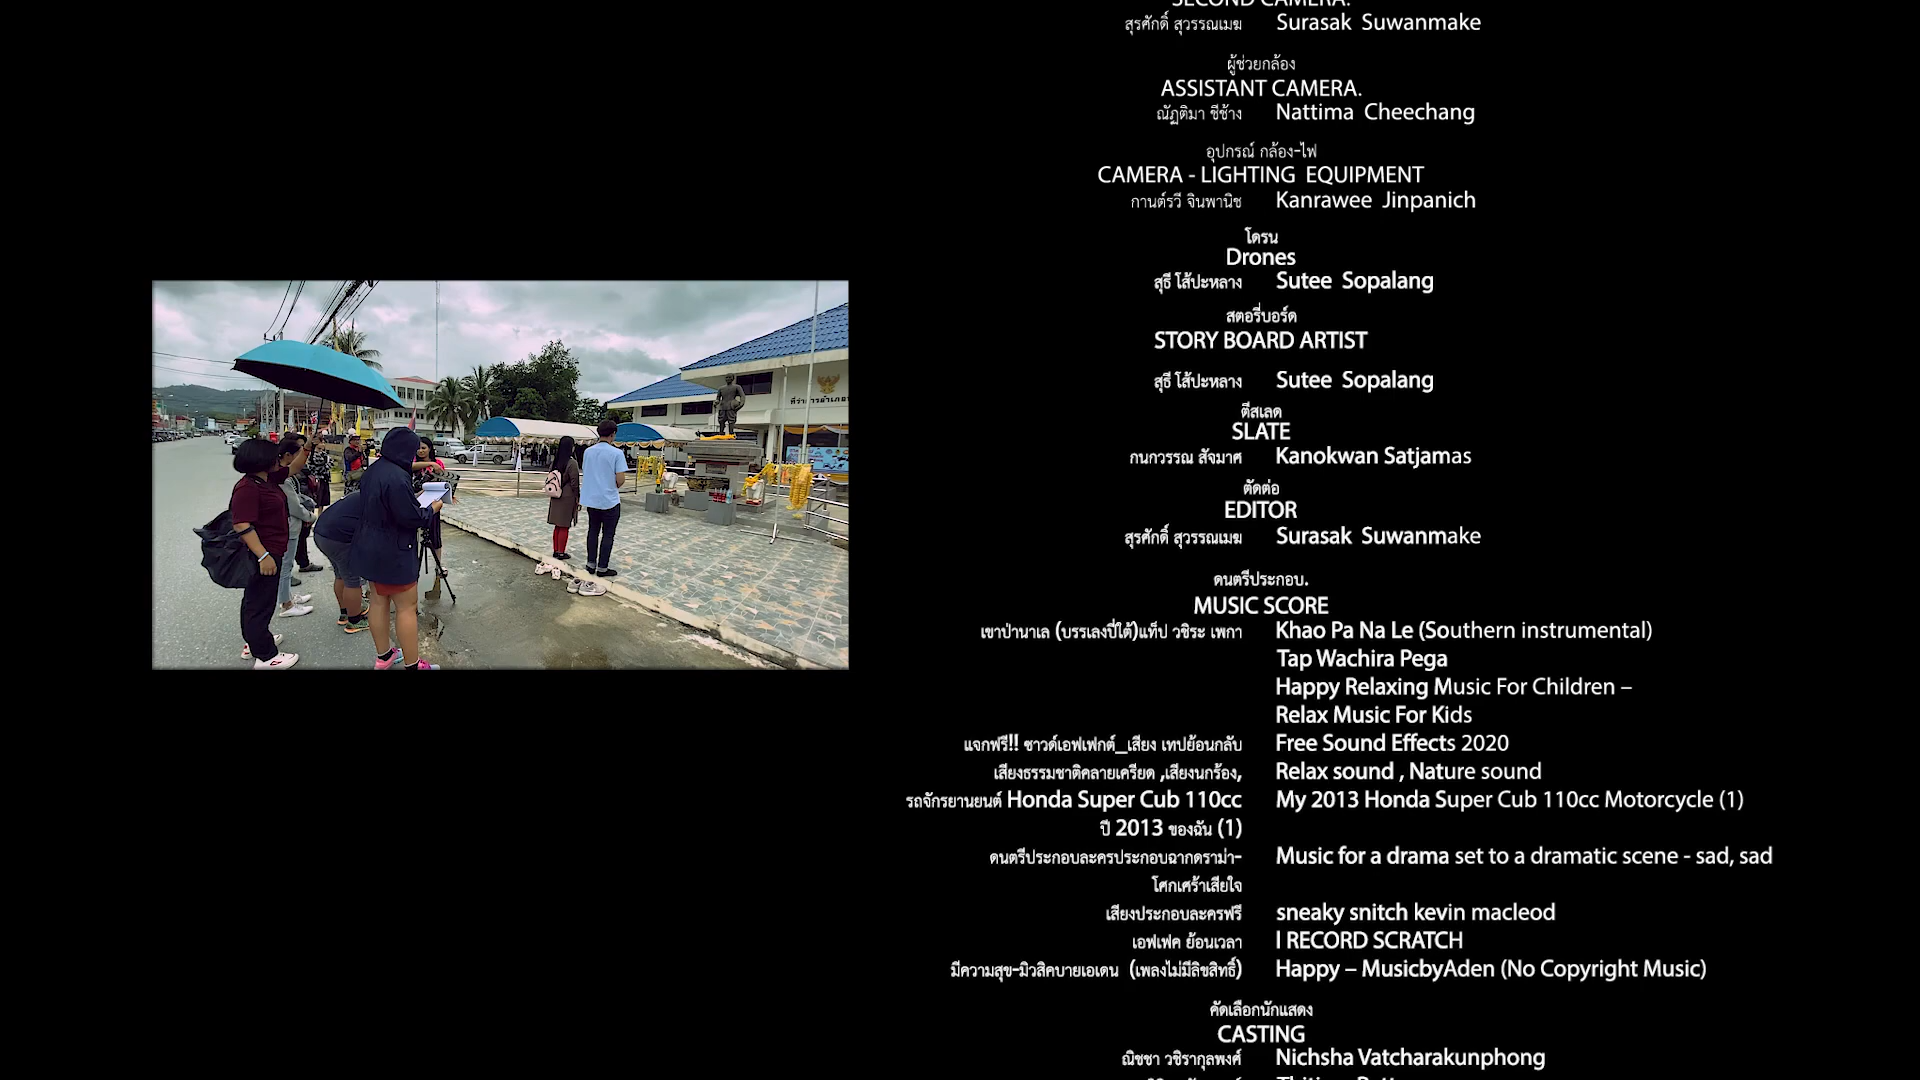 SECOND CAMERA.
สุรศักดิ์ สุวรรณเมฆ Surasak Suwanmake
ผู้ช่วยกล้อง
ASSISTANT CAMERA.
ณัฏติมา ชีช้าง Nattima Cheechang
อุปกรณ์ กล้อง-ไฟ
CAMERA - LIGHTING EQUIPMENT
กานต์รวี จินพานิช Kanrawee Jinpanich
โดรน
Drones
สุธี โส้ปะหลาง Sutee Sopalang
สตอรี่บอร์ด
STORY BOARD ARTIST
สุธี โส้ปะหลาง Sutee Sopalang
ตีสเลด
SLATE
กนกวรรณ สัจมาศ Kanokwan Satjamas
ตัดต่อ
EDITOR
สุรศักดิ์ สุวรรณเมฆ Surasak Suwanmake
ดนตรีประกอบ.
MUSIC SCORE
เขาป่านาเล (บรรเลงปี่ใต้)แท็ป วชิระ เพกา Khao Pa Na Le (Southern instrumental)
Tap Wachira Pega
Happy Relaxing Music For Children –
Relax Music For Kids
แจกฟรี!! ซาวด์เอฟเฟกต์_เสียง เทปย้อนกลับ Free Sound Effects 2020
เสียงธรรมชาติคลายเครียด ,เสียงนกร้อง, Relax sound , Nature sound
รถจักรยานยนต์ Honda Super Cub 110cc My 2013 Honda Super Cub 110cc Motorcycle (1)
ปี 2013 ของฉัน (1)
ดนตรีประกอบละครประกอบฉากดราม่า- Music for a drama set to a dramatic scene - sad, sad
โศกเศร้าเสียใจ
เสียงประกอบละครฟรี sneaky snitch kevin macleod
เอฟเฟค ย้อนเวลา l RECORD SCRATCH
มีความสุข-มิวสิคบายเอเดน (เพลงไม่มีลิขสิทธิ์) Happy – MusicbyAden (No Copyright Music)
คัดเลือกนักแสดง
CASTING
ณิชชา วชิรากุลพงศ์ Nichsha Vatcharakunphong